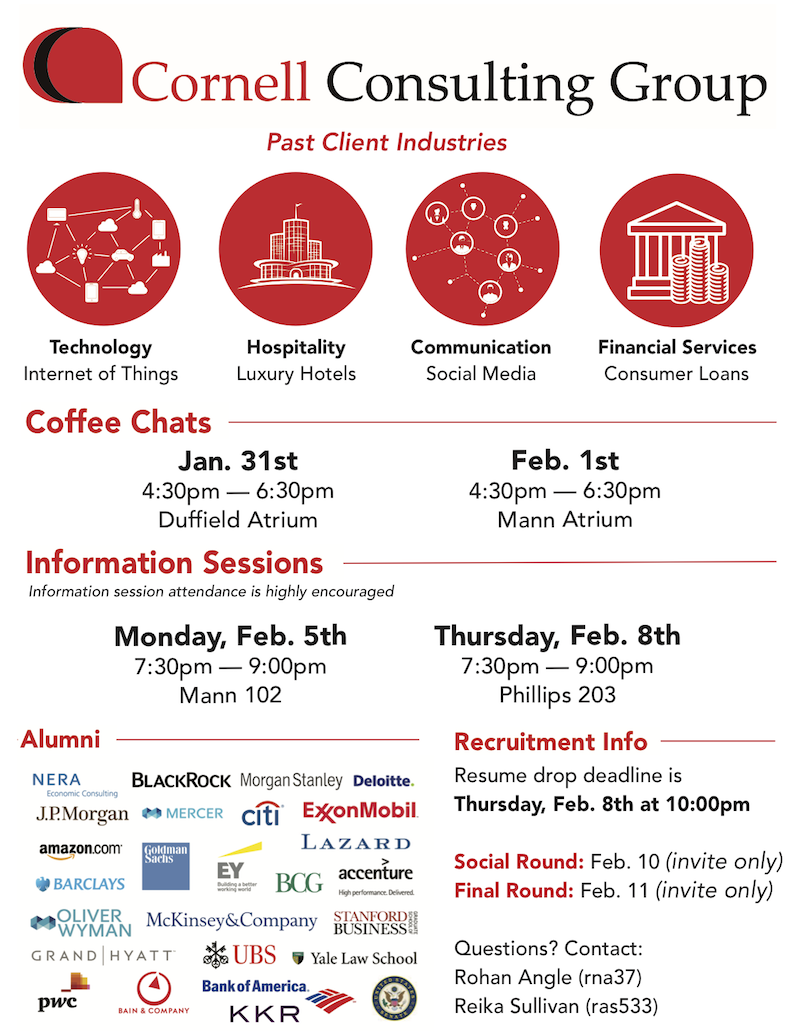 Cornell Consulting Group
Past Client Industries
Technology
Internet of Things
Hospitality
Luxury Hotels
Communication
Social Media
Financial Services
Consumer Loans
Coffee Chats
Jan. 31st
4:30pm — 6:30pm
Duffield Atrium
Feb. 1st
4:30pm — 6:30pm
Mann Atrium
Information Sessions
Information session attendance is highly encouraged
Monday, Feb. 5th
7:30pm — 9:00pm
Mann 102
Thursday, Feb. 8th
7:30pm — 9:00pm
Phillips 203
Alumni
NERA
Economic Consulting
BLACKROCK
Morgan Stanley
Deloitte.
J.P.Morgan
MERCER
citi
ExxonMobil
amazon.com
Goldman
Sachs
EY
Building a better
working world
LAZARD
BARCLAYS
BCG
accenture
High performance. Delivered.
OLIVER
WYMAN
McKinsey&Company
STANFORD
BUSINESS
GRADUATE
SCHOOL OF
GRAND HYATT
UBS
Yale Law School
pwc
BAIN & COMPANY
Bank of America
KKR
UNITED STATES
SENATE
Recruitment Info
Resume drop deadline is
Thursday, Feb. 8th at 10:00pm
Social Round: Feb. 10 (invite only)
Final Round: Feb. 11 (invite only)
Questions? Contact:
Rohan Angle (rna37)
Reika Sullivan (ras533)